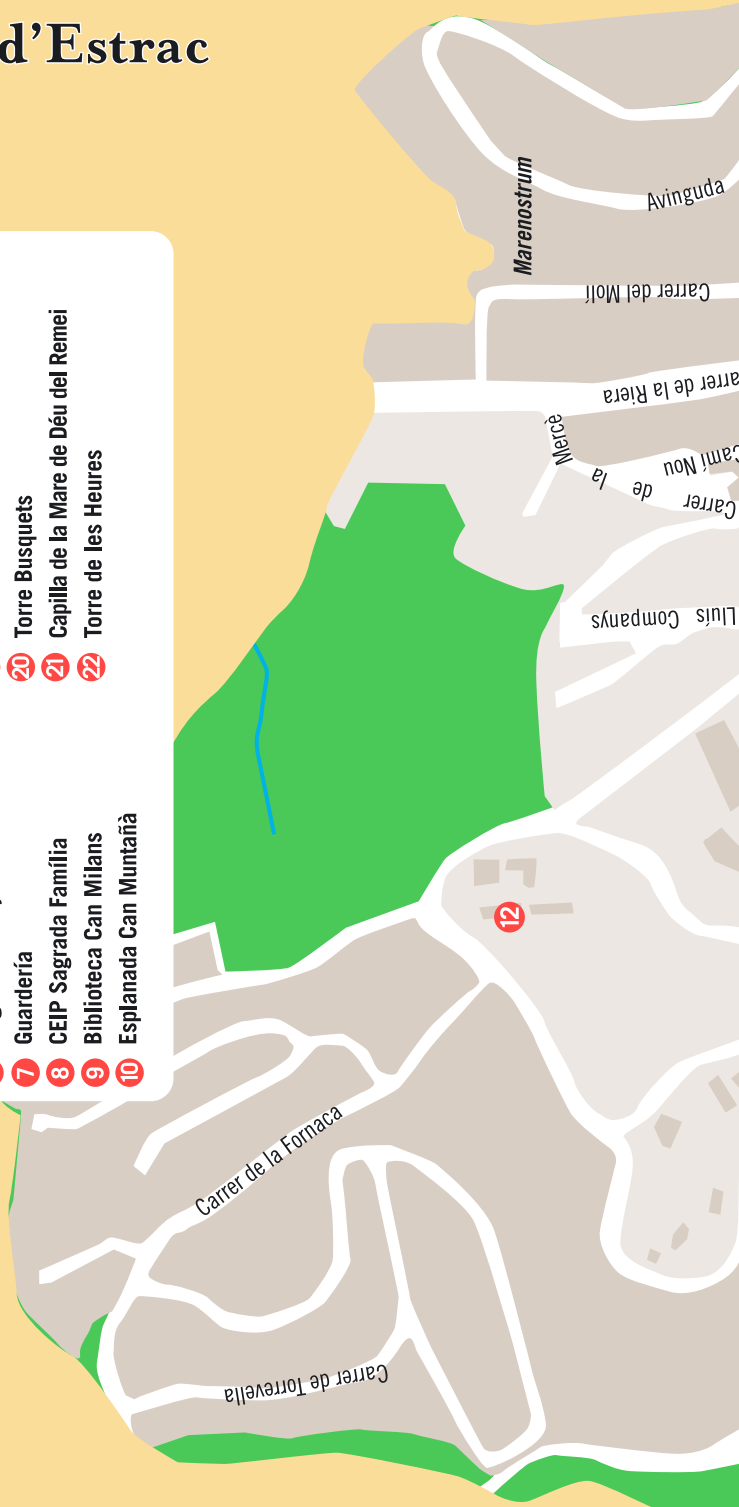 d'Estrac
20 Torre Busquets
21 Capilla de la Mare de Déu del Remei
22 Torre de les Heures
7 Guardería
8 CEIP Sagrada Família
9 Biblioteca Can Milans
10 Esplanada Can Muntañà
Marenostrum
Avinguda
Carrer del Molí
arrer de la Riera
Camí Nou
Carrer de la Mercè
Lluís Companys
12
Carrer de la Fornaca
Carrer de Torrevella